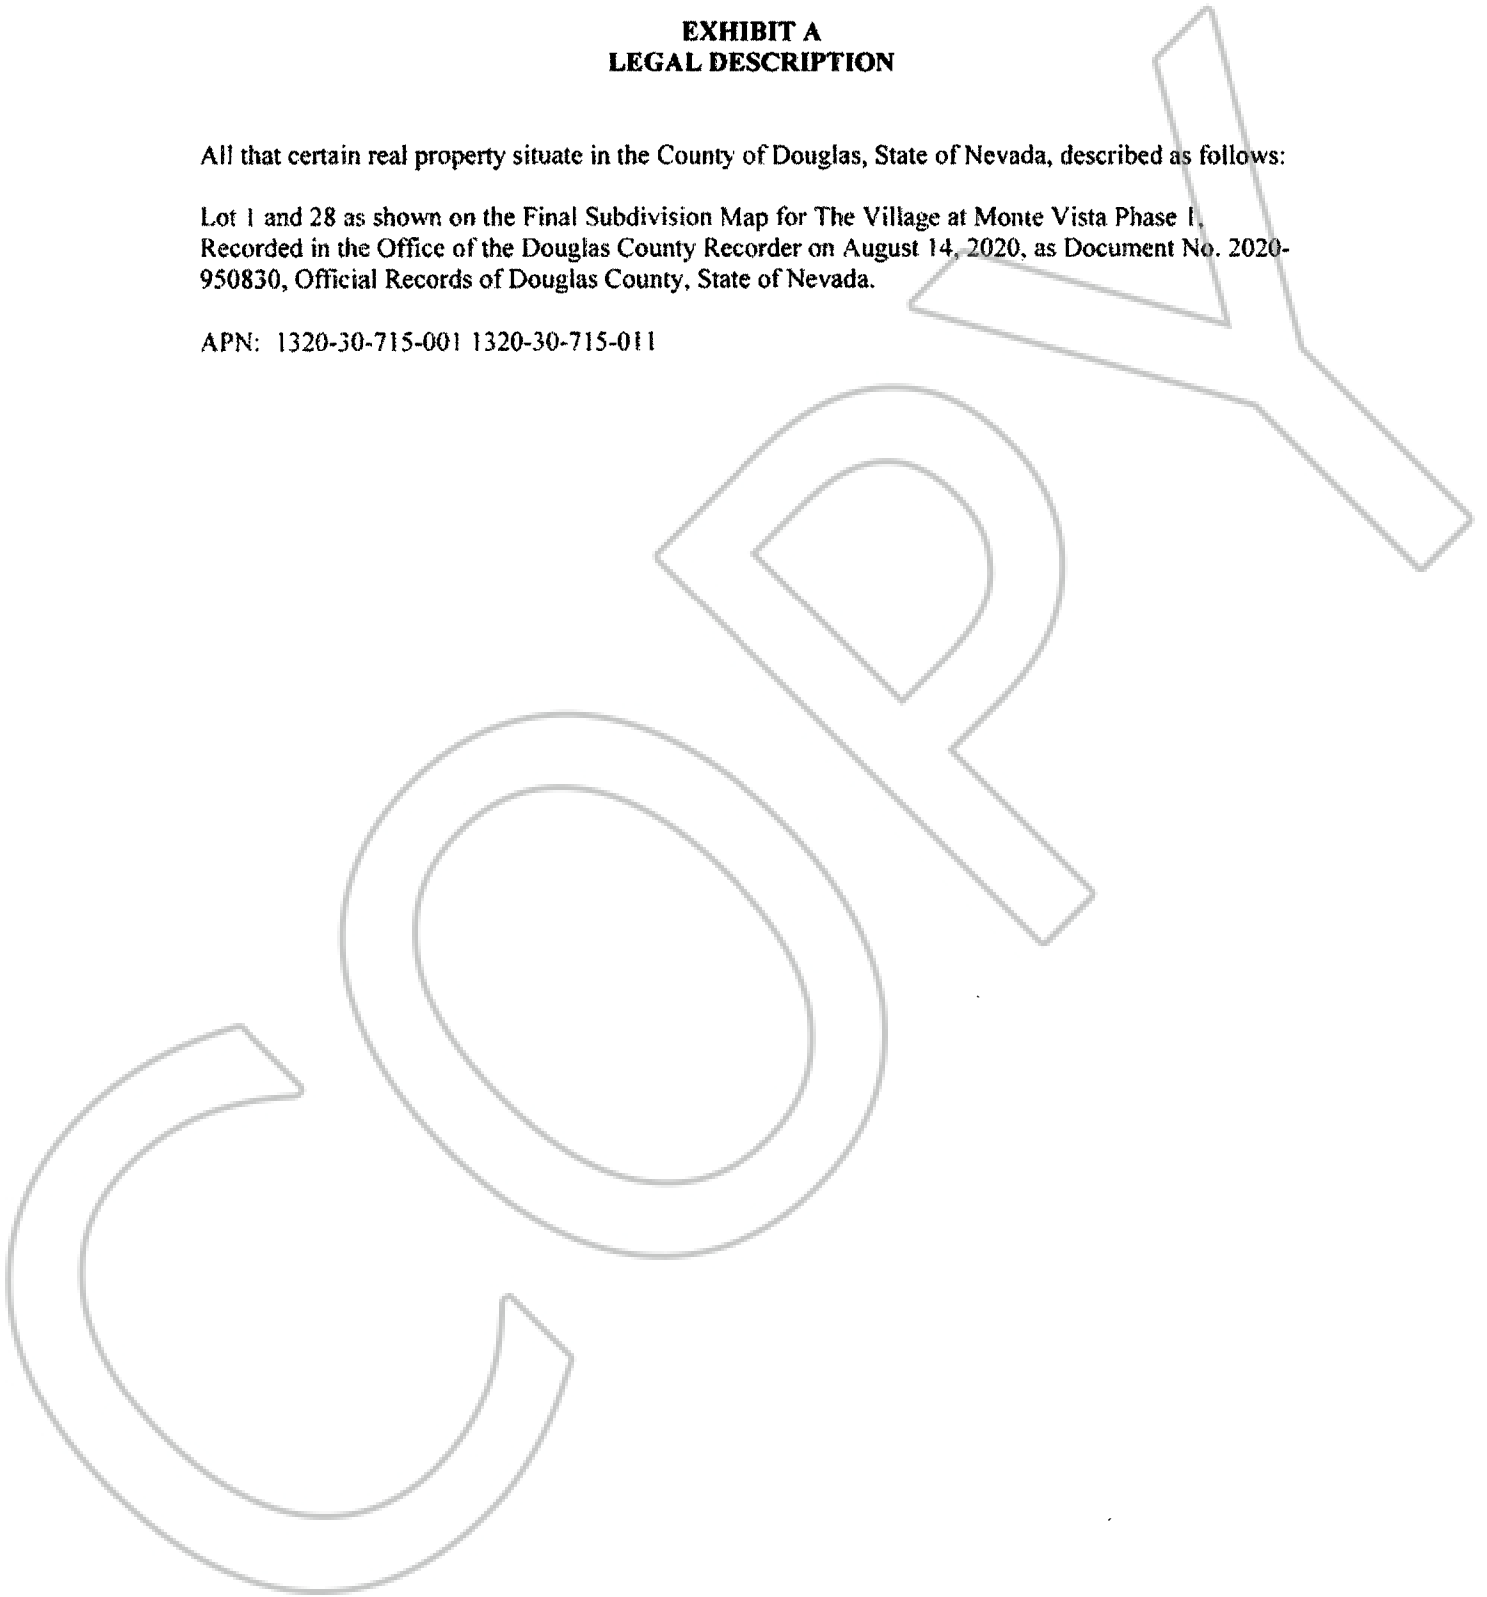 EXHIBIT A
LEGAL DESCRIPTION
All that certain real property situate in the County of Douglas, State of Nevada, described as follows:
Lot 1 and 28 as shown on the Final Subdivision Map for The Village at Monte Vista Phase 1,
Recorded in the Office of the Douglas County Recorder on August 14, 2020, as Document No. 2020-
950830, Official Records of Douglas County, State of Nevada.
APN: 1320-30-715-001 1320-30-715-011
COPY